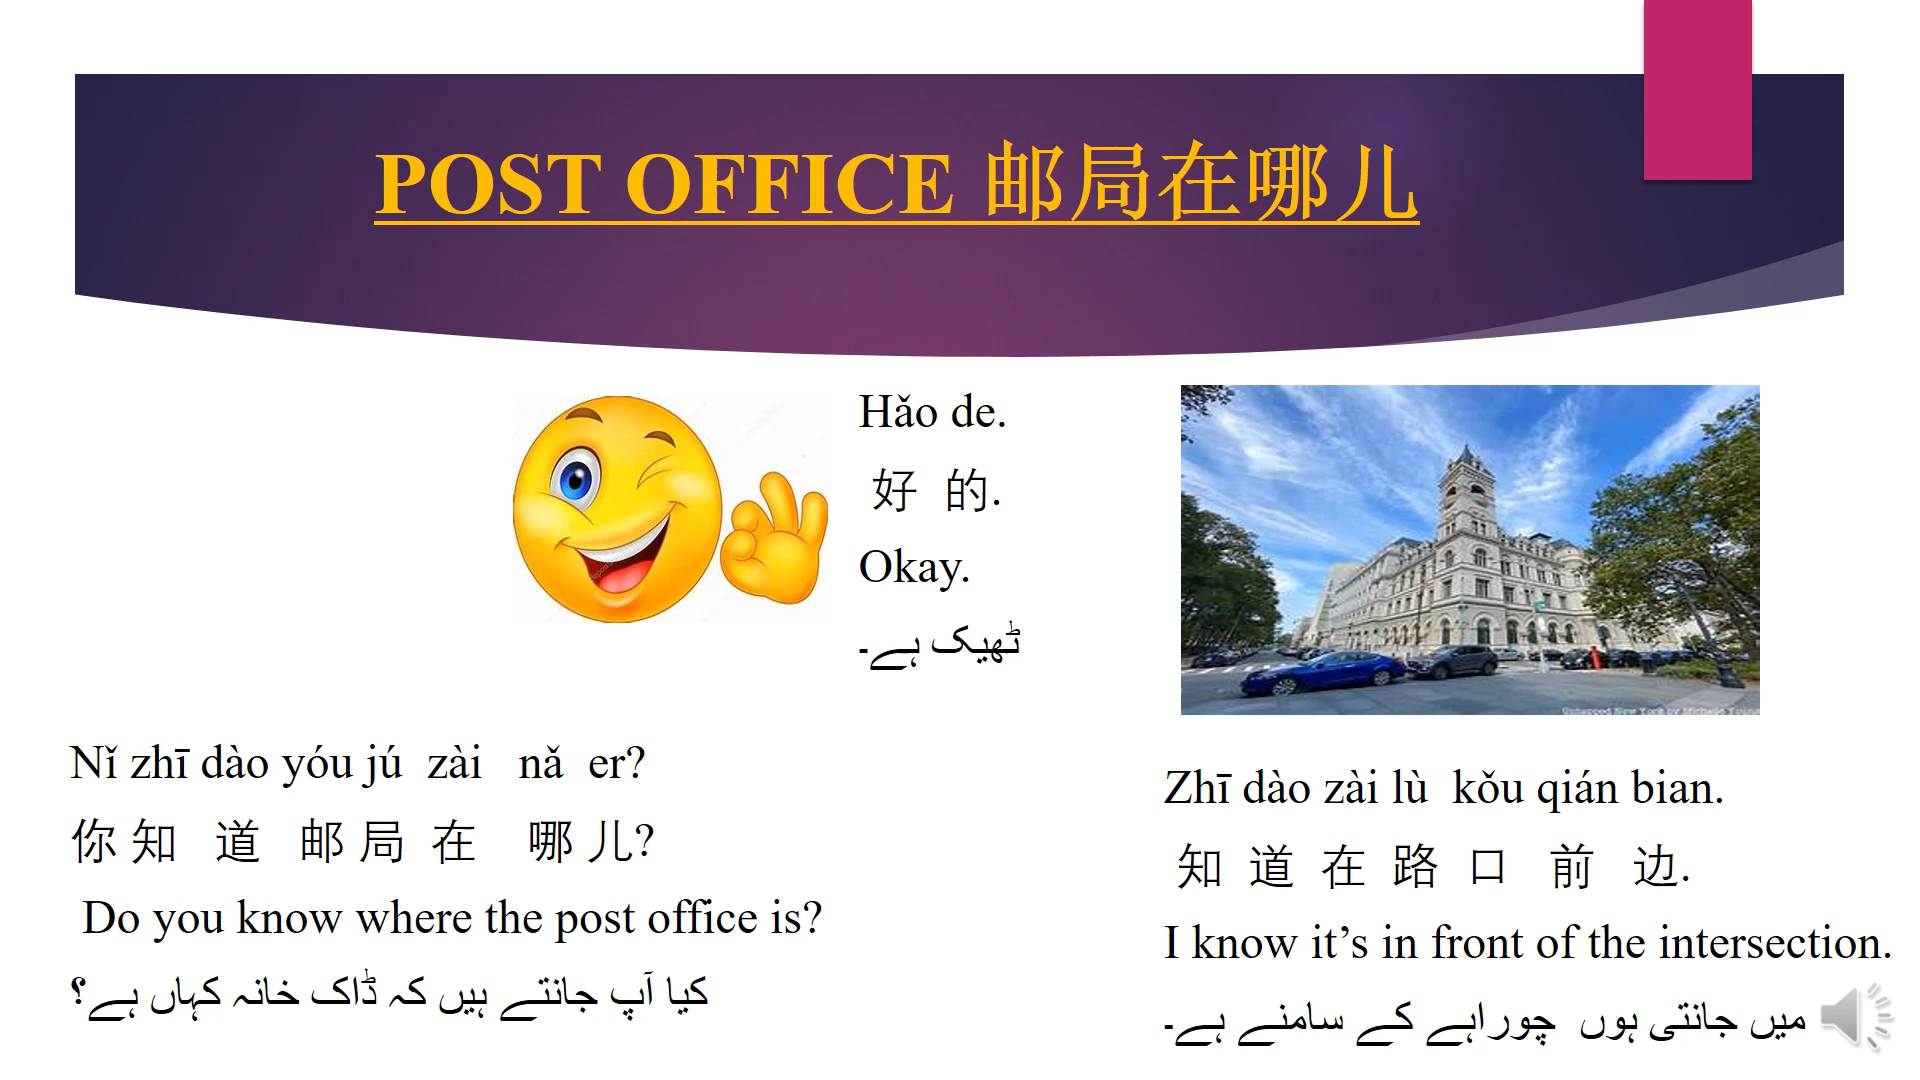 POST OFFICE 邮局在哪儿
Hǎo de.
好 的.
Okay.
ٹھیک ہے۔
Nǐ zhī dào yóu jú zài nǎ er?
你 知 道 邮 局 在 哪 儿?
Do you know where the post office is?
کیا آپ جانتے ہیں کہ ڈاک خانہ کہاں ہے؟
Zhī dào zài lù kǒu qián bian.
知 道 在 路 口 前 边.
I know it’s in front of the intersection.
میں جانتی ہوں چوراہے کے سامنے ہے۔